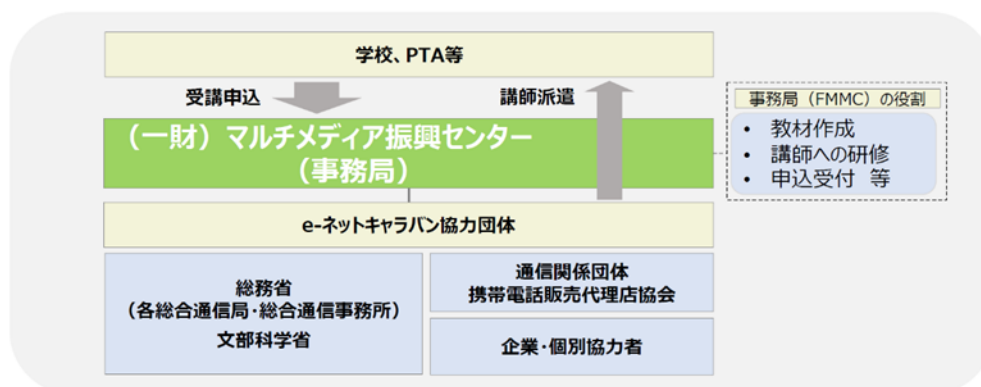 学校、PTA等
受講申込
講師派遣
（一財）マルチメディア振興センター
（事務局）
事務局（FMMC）の役割
• 教材作成
• 講師への研修
• 申込受付 等
e-ネットキャラバン協力団体
総務省
（各総合通信局・総合通信事務所）
文部科学省
通信関係団体
携帯電話販売代理店協会
企業・個別協力者